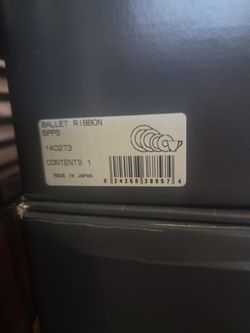 BALLET RIBBON
5PPS
140273
CONTENTS 1
MADE IN JAPAN
0 24258 38057 4